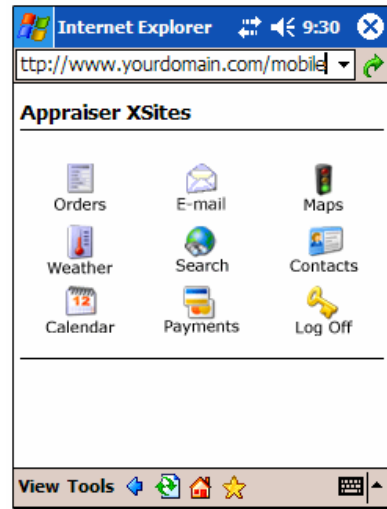 Internet Explorer 9:30
ttp://www.yourdomain.com/mobile
Appraiser XSites
Orders E-mail Maps
Weather Search Contacts
12
Calendar Payments Log Off
View Tools